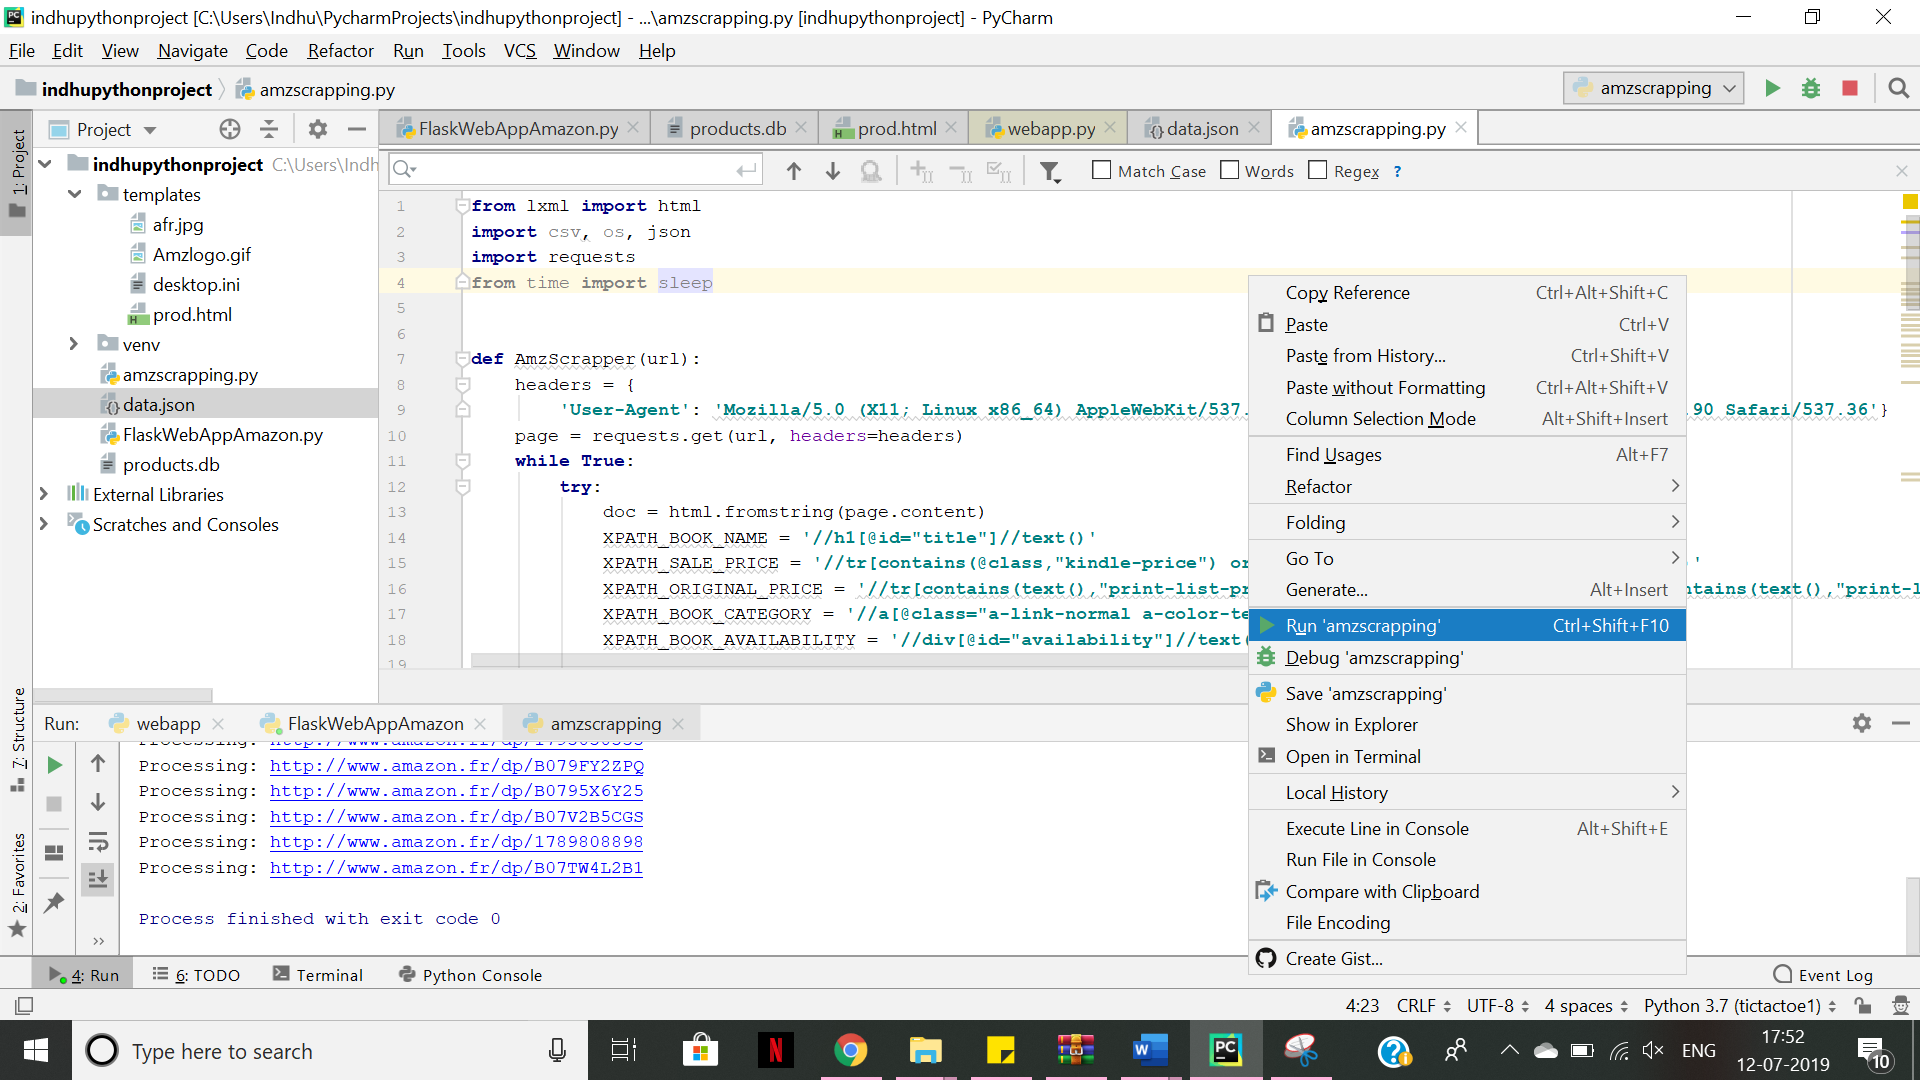 indhupythonproject [C:\Users\Indhu\PycharmProjects\indhupythonproject] - ...\amzscrapping.py [indhupythonproject] - PyCharm
File Edit View Navigate Code Refactor Run Tools VCS Window Help
indhupythonproject amzscrapping.py
amzscrapping
1: Project
7: Structure
2: Favorites
Project
indhupythonproject C:\Users\Indh
templates
afr.jpg
Amzlogo.gif
desktop.ini
prod.html
venv
amzscrapping.py
data.json
FlaskWebAppAmazon.py
products.db
External Libraries
Scratches and Consoles
FlaskWebAppAmazon.py products.db prod.html webapp.py data.json amzscrapping.py
Match Case Words Regex ?
1 from lxml import html
2 import csv, os, json
3 import requests
4 from time import sleep
5
6
7 def AmzScrapper(url):
8 headers = {
9 'User-Agent': 'Mozilla/5.0 (X11; Linux x86_64) AppleWebKit/537. .90 Safari/537.36'}
10 page = requests.get(url, headers=headers)
11 while True:
12 try:
13 doc = html.fromstring(page.content)
14 XPATH_BOOK_NAME = '//h1[@id="title"]//text()'
15 XPATH_SALE_PRICE = '//tr[contains(@class,"kindle-price") or '
16 XPATH_ORIGINAL_PRICE = '//tr[contains(text(),"print-list-pr ntains(text(),"print-l
17 XPATH_BOOK_CATEGORY = '//a[@class="a-link-normal a-color-te
18 XPATH_BOOK_AVAILABILITY = '//div[@id="availability"]//text(
19
Copy Reference Ctrl+Alt+Shift+C
Paste Ctrl+V
Paste from History... Ctrl+Shift+V
Paste without Formatting Ctrl+Alt+Shift+V
Column Selection Mode Alt+Shift+Insert
Find Usages Alt+F7
Refactor
Folding
Go To
Generate... Alt+Insert
Run 'amzscrapping' Ctrl+Shift+F10
Debug 'amzscrapping'
Save 'amzscrapping'
Show in Explorer
Open in Terminal
Local History
Execute Line in Console Alt+Shift+E
Run File in Console
Compare with Clipboard
File Encoding
Create Gist...
Run: webapp FlaskWebAppAmazon amzscrapping
Processing: http://www.amazon.fr/dp/B079FY2ZPQ
Processing: http://www.amazon.fr/dp/B0795X6Y25
Processing: http://www.amazon.fr/dp/B07V2B5CGS
Processing: http://www.amazon.fr/dp/1789808898
Processing: http://www.amazon.fr/dp/B07TW4L2B1
Process finished with exit code 0
4: Run 6: TODO Terminal Python Console Event Log
4:23 CRLF UTF-8 4 spaces Python 3.7 (tictactoe1)
Type here to search
ENG
17:52
12-07-2019
10